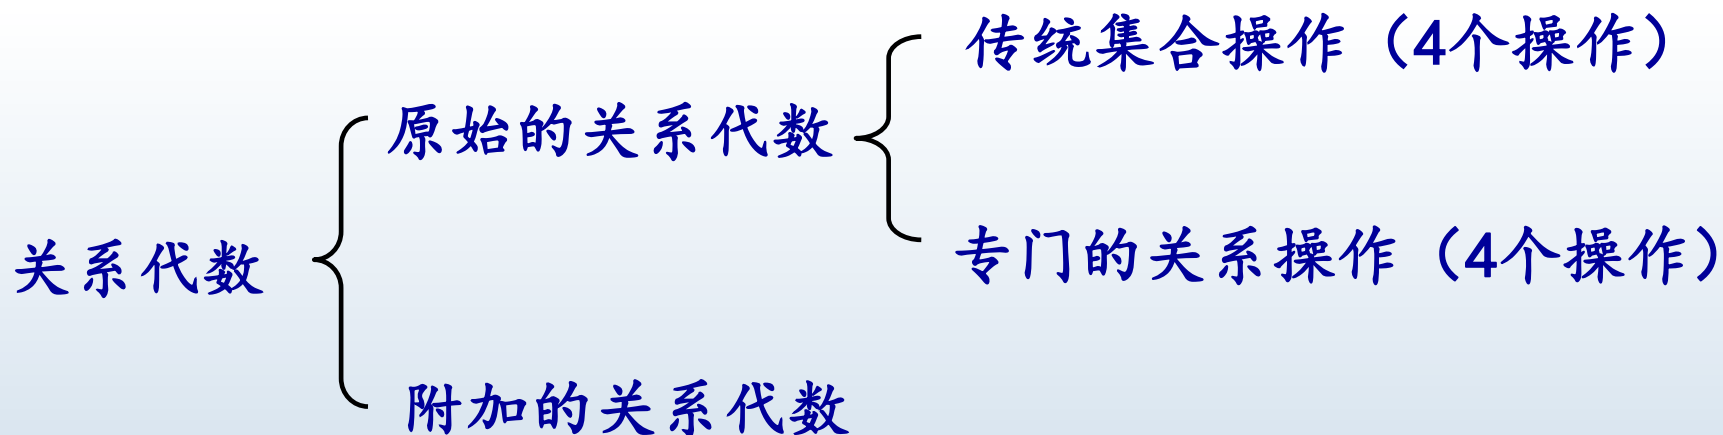 传统集合操作（4个操作）
原始的关系代数
专门的关系操作（4个操作）
关系代数
附加的关系代数